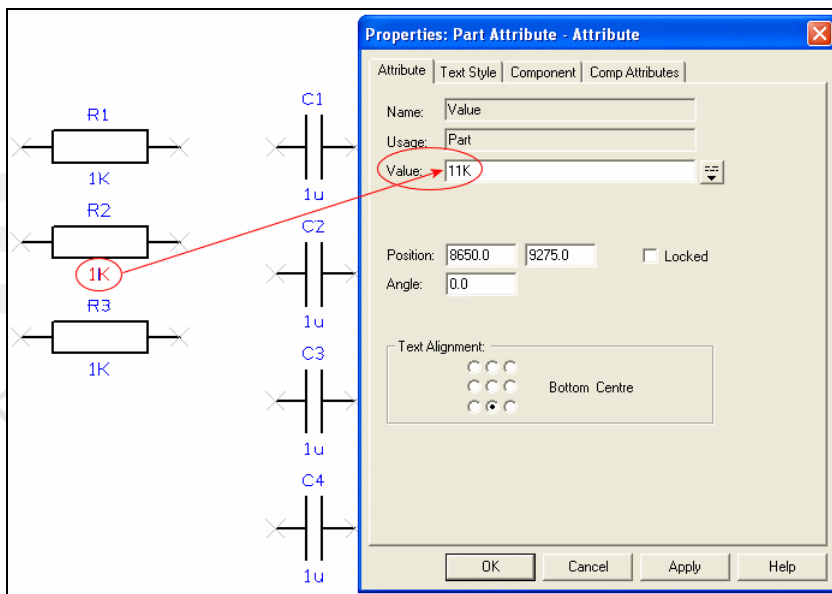 R1
1K
R2
1K
R3
1K
C1
1u
C2
1u
C3
1u
C4
1u
Properties: Part Attribute - Attribute
Attribute Text Style Component Comp Attributes
Name: Value
Usage: Part
Value: 11K
Position: 8650.0 9275.0 Locked
Angle: 0.0
Text Alignment:
Bottom Centre
OK Cancel Apply Help